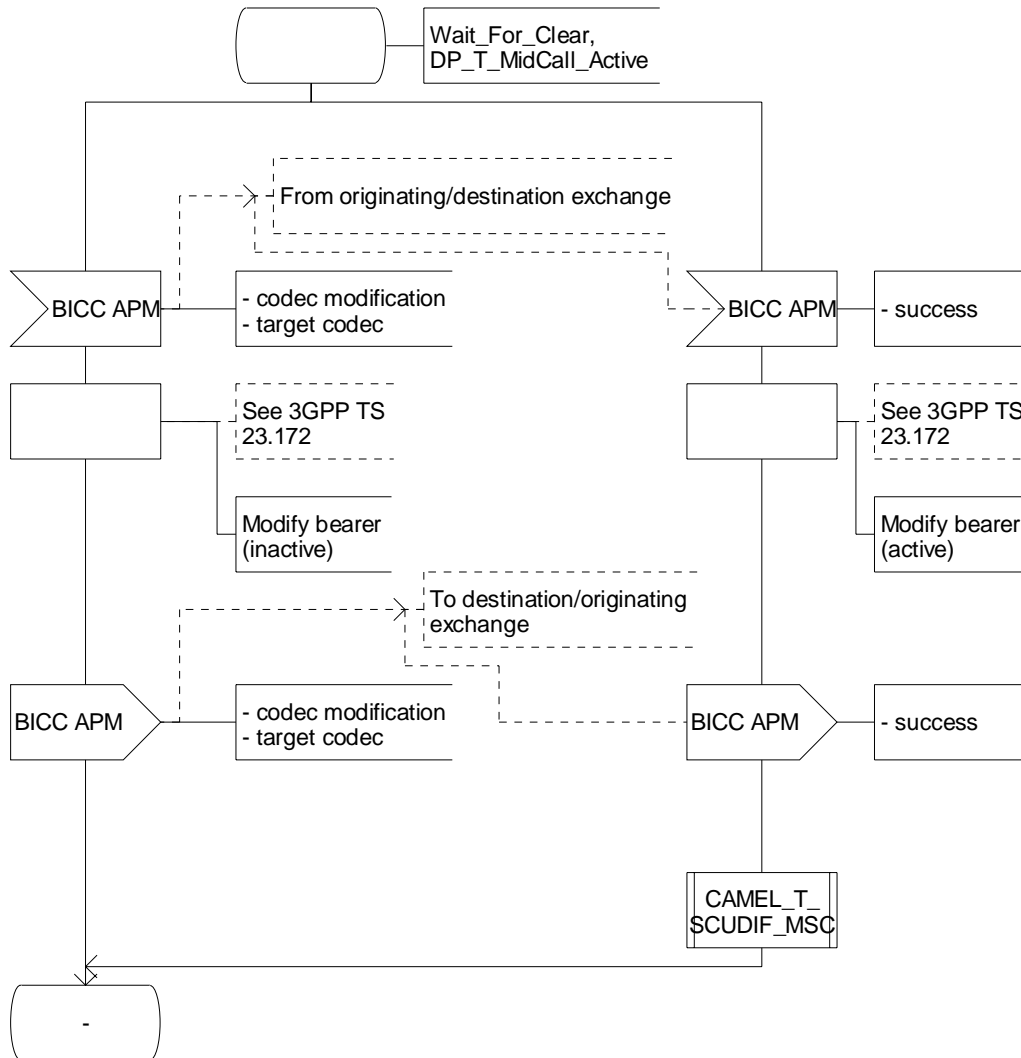 Wait_For_Clear,
DP_T_MidCall_Active
From originating/destination exchange
BICC APM
- codec modification
- target codec
BICC APM
- success
See 3GPP TS
23.172
See 3GPP TS
23.172
Modify bearer
(inactive)
Modify bearer
(active)
To destination/originating
exchange
BICC APM
- codec modification
- target codec
BICC APM
- success
CAMEL_T_
SCUDIF_MSC
-